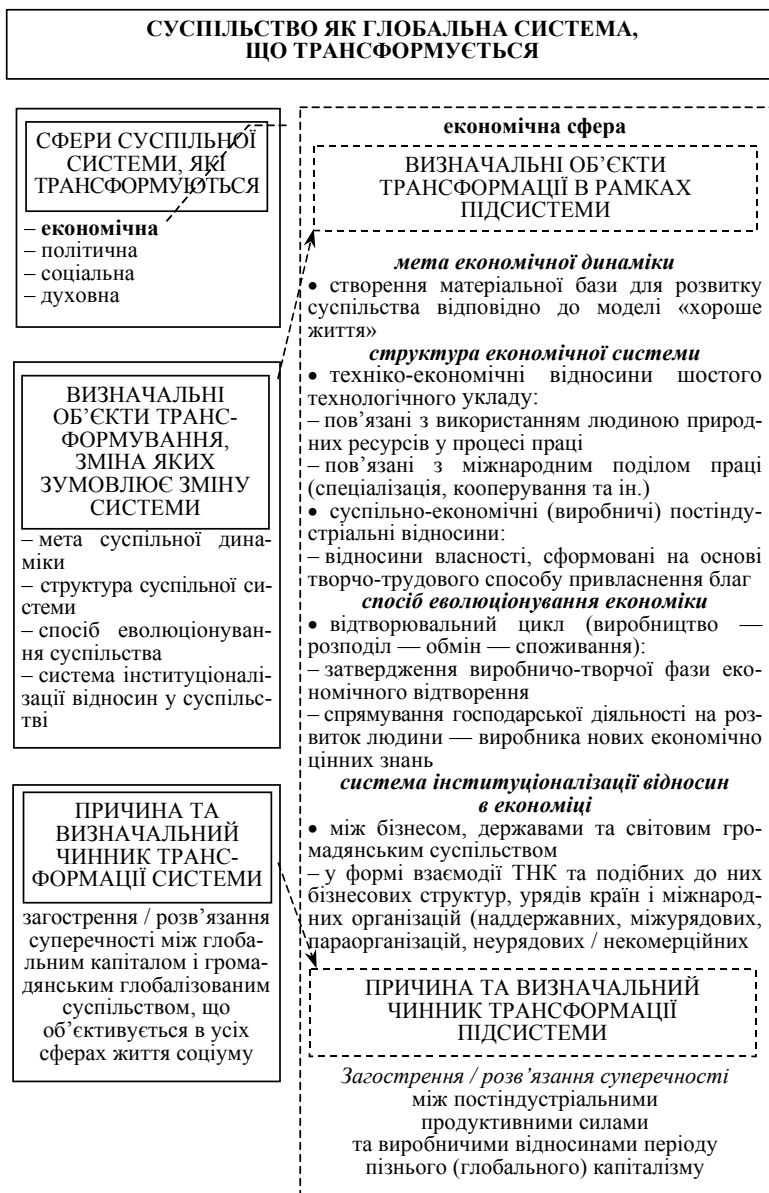 СУСПІЛЬСТВО ЯК ГЛОБАЛЬНА СИСТЕМА,
ЩО ТРАНСФОРМУЄТЬСЯ
СФЕРИ СУСПІЛЬНОЇ
СИСТЕМИ, ЯКІ
ТРАНСФОРМУЮТЬСЯ
– економічна
– політична
– соціальна
– духовна
ВИЗНАЧАЛЬНІ
ОБ’ЄКТИ ТРАНС-
ФОРМУВАННЯ,
ЗМІНА ЯКИХ
ЗУМОВЛЮЄ ЗМІНУ
СИСТЕМИ
– мета суспільної дина-
міки
– структура суспільної си-
стеми
– спосіб еволюціонуван-
ня суспільства
– система інституціоналі-
зації відносин у суспільс-
тві
ПРИЧИНА ТА
ВИЗНАЧАЛЬНИЙ
ЧИННИК ТРАНС-
ФОРМАЦІЇ СИСТЕМИ
загострення / розв’язання
суперечності між глоба-
льним капіталом і грома-
дянським глобалізованим
суспільством, що
об’єктивується в усіх
сферах життя соціуму
економічна сфера
ВИЗНАЧАЛЬНІ ОБ’ЄКТИ
ТРАНСФОРМАЦІЇ В РАМКАХ
ПІДСИСТЕМИ
мета економічної динаміки
• створення матеріальної бази для розвитку
суспільства відповідно до моделі «хороше
життя»
структура економічної системи
• техніко-економічні відносини шостого
технологічного укладу:
– пов’язані з використанням людиною природ-
них ресурсів у процесі праці
– пов’язані з міжнародним поділом праці
(спеціалізація, кооперування та ін.)
• суспільно-економічні (виробничі) постінду-
стріальні відносини:
– відносини власності, сформовані на основі
творчо-трудового способу привласнення благ
спосіб еволюціонування економіки
• відтворювальний цикл (виробництво —
розподіл — обмін — споживання):
– затвердження виробничо-творчої фази еко-
номічного відтворення
– спрямування господарської діяльності на роз-
виток людини — виробника нових економічно
цінних знань
система інституціоналізації відносин
в економіці
• між бізнесом, державами та світовим гро-
мадянським суспільством
– у формі взаємодії ТНК та подібних до них
бізнесових структур, урядів країн і міжнарод-
них організацій (наддержавних, міжурядових,
параорганізацій, неурядових / некомерційних
ПРИЧИНА ТА ВИЗНАЧАЛЬНИЙ
ЧИННИК ТРАНСФОРМАЦІЇ
ПІДСИСТЕМИ
Загострення / розв’язання суперечності
між постіндустріальними
продуктивними силами
та виробничими відносинами періоду
пізнього (глобального) капіталізму